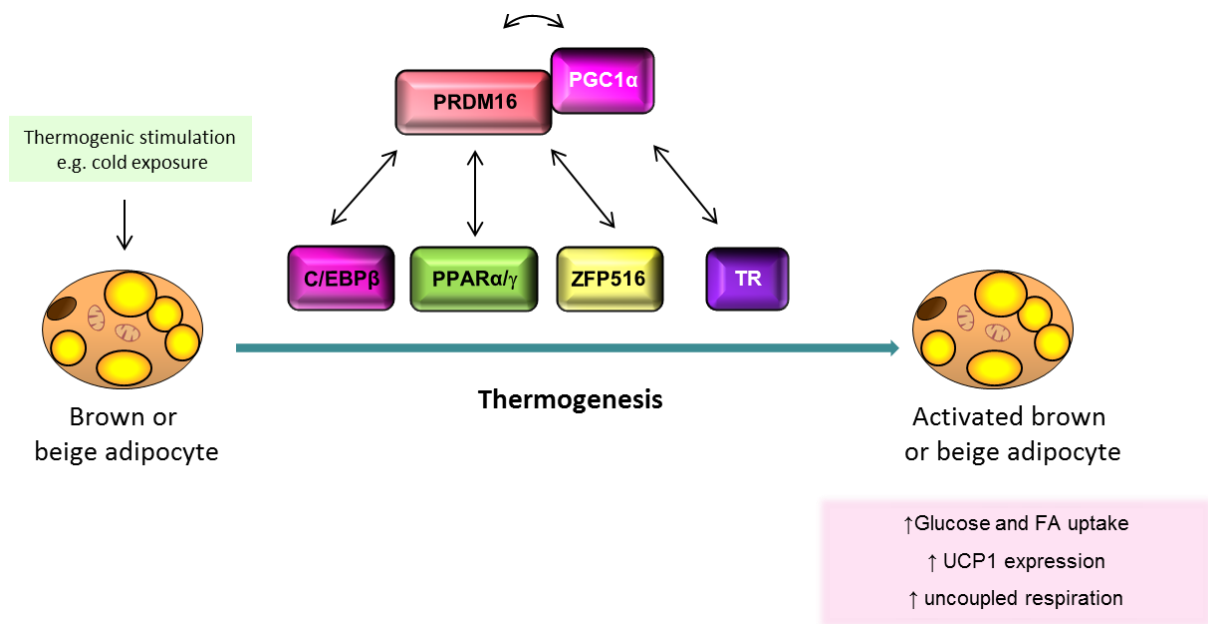 PGC1α
PRDM16
Thermogenic stimulation
e.g. cold exposure
C/EBPβ
PPARα/γ
ZFP516
TR
Thermogenesis
Brown or
beige adipocyte
Activated brown
or beige adipocyte
↑Glucose and FA uptake
↑ UCP1 expression
↑ uncoupled respiration